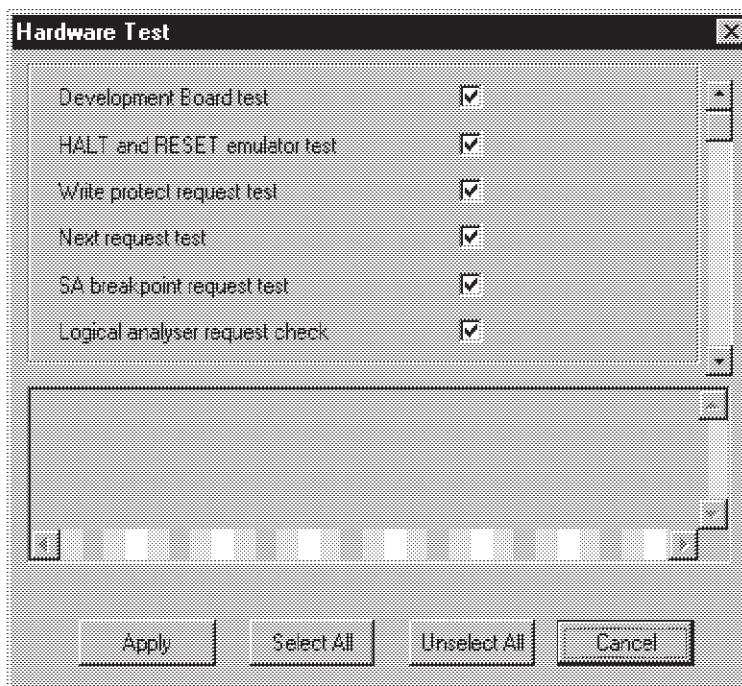 Hardware Test
Development Board test
HALT and RESET emulator test
Write protect request test
Next request test
SA breakpoint request test
Logical analyser request check
Apply Select All Unselect All Cancel